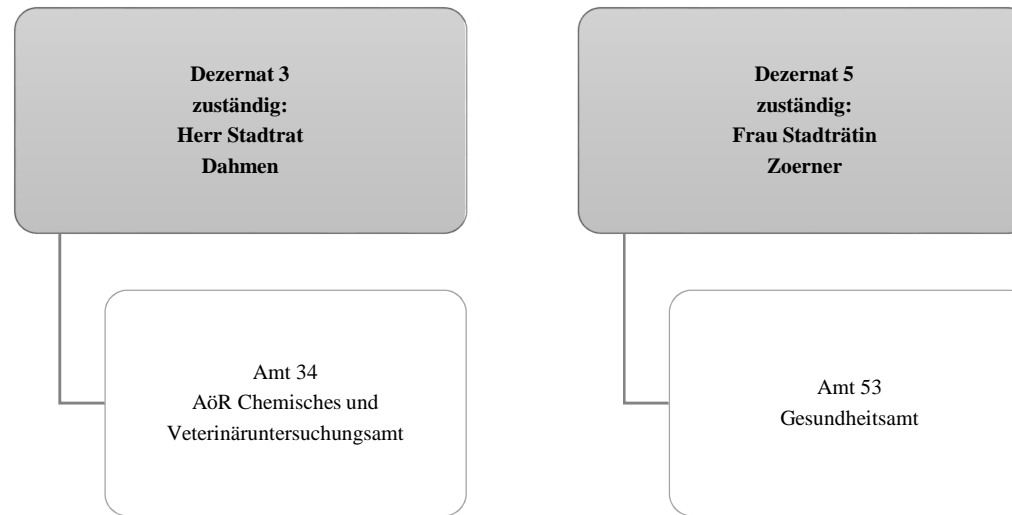 Dezernat 3
zuständig:
Herr Stadtrat
Dahmen
Amt 34
AöR Chemisches und
Veterinäruntersuchungsamt
Dezernat 5
zuständig:
Frau Stadträtin
Zoerner
Amt 53
Gesundheitsamt